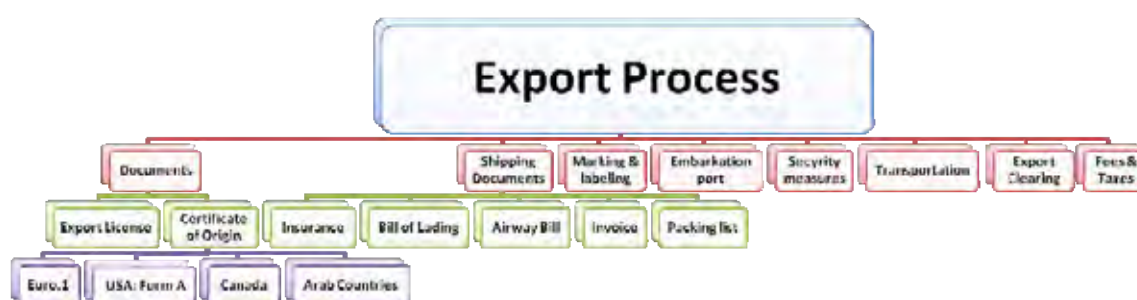 Export Process
Documents
Shipping
Documents
Marking &
labeling
Embarkation
port
Secyrity
measures
Transportation
Export
Clearing
Fees &
Taxes
Export License
Certificate
of Origin
Insurance
Bill of Lading
Airway Bill
Invoice
Packing list
Euro.1
USA: Form A
Canada
Arab Countries